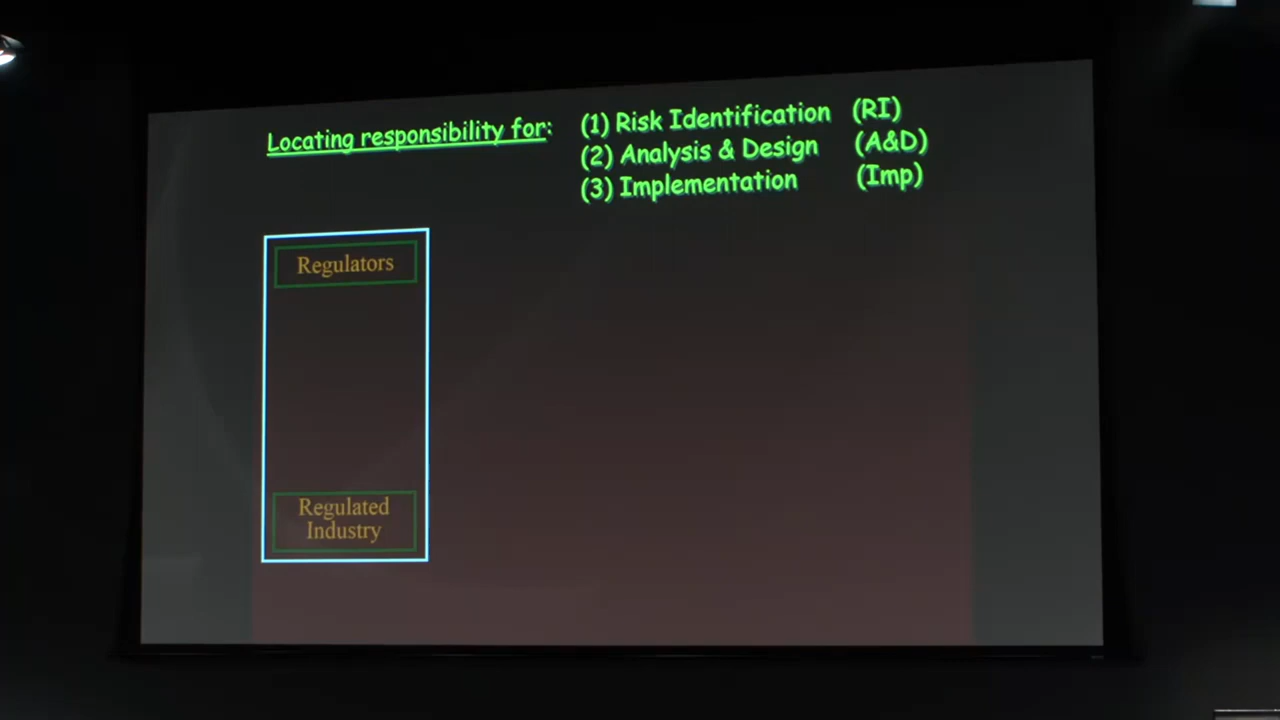 Locating responsibility for:
(1) Risk Identification (RI)
(2) Analysis & Design (A&D)
(3) Implementation (Imp)
Regulators
Regulated
Industry